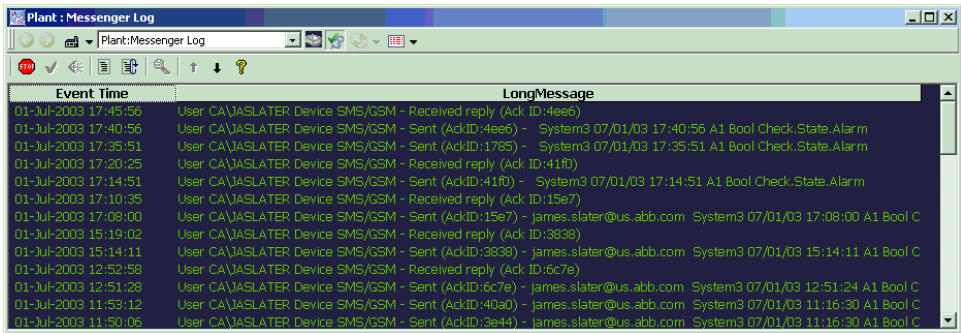 Plant : Messenger Log
Plant:Messenger Log
STOP
Event Time LongMessage
01-Jul-2003 17:45:56 User CA\JASLATER Device SMS/GSM - Received reply (Ack ID:4ee6)
01-Jul-2003 17:40:56 User CA\JASLATER Device SMS/GSM - Sent (AckID:4ee6) - System3 07/01/03 17:40:56 A1 Bool Check.State.Alarm
01-Jul-2003 17:35:51 User CA\JASLATER Device SMS/GSM - Sent (AckID:1785) - System3 07/01/03 17:35:51 A1 Bool Check.State.Alarm
01-Jul-2003 17:20:25 User CA\JASLATER Device SMS/GSM - Received reply (Ack ID:41f0)
01-Jul-2003 17:14:51 User CA\JASLATER Device SMS/GSM - Sent (AckID:41f0) - System3 07/01/03 17:14:51 A1 Bool Check.State.Alarm
01-Jul-2003 17:10:35 User CA\JASLATER Device SMS/GSM - Received reply (Ack ID:15e7)
01-Jul-2003 17:08:00 User CA\JASLATER Device SMS/GSM - Sent (AckID:15e7) - james.slater@us.abb.com System3 07/01/03 17:08:00 A1 Bool C
01-Jul-2003 15:19:02 User CA\JASLATER Device SMS/GSM - Received reply (Ack ID:3838)
01-Jul-2003 15:14:11 User CA\JASLATER Device SMS/GSM - Sent (AckID:3838) - james.slater@us.abb.com System3 07/01/03 15:14:11 A1 Bool C
01-Jul-2003 12:52:58 User CA\JASLATER Device SMS/GSM - Received reply (Ack ID:6c7e)
01-Jul-2003 12:51:28 User CA\JASLATER Device SMS/GSM - Sent (AckID:6c7e) - james.slater@us.abb.com System3 07/01/03 12:51:24 A1 Bool C
01-Jul-2003 11:53:12 User CA\JASLATER Device SMS/GSM - Sent (AckID:40a0) - james.slater@us.abb.com System3 07/01/03 11:16:30 A1 Bool C
01-Jul-2003 11:50:06 User CA\JASLATER Device SMS/GSM - Sent (AckID:3e44) - james.slater@us.abb.com System3 07/01/03 11:16:30 A1 Bool C